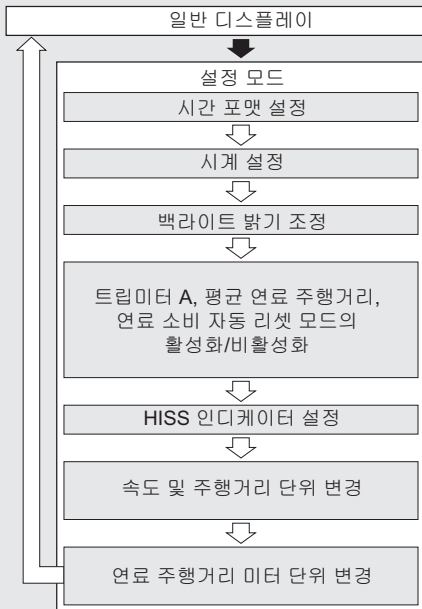 일반 디스플레이
설정 모드
시간 포맷 설정
시계 설정
백라이트 밝기 조정
트립미터 A, 평균 연료 주행거리,
연료 소비 자동 리셋 모드의
활성화/비활성화
HISS 인디케이터 설정
속도 및 주행거리 단위 변경
연료 주행거리 미터 단위 변경